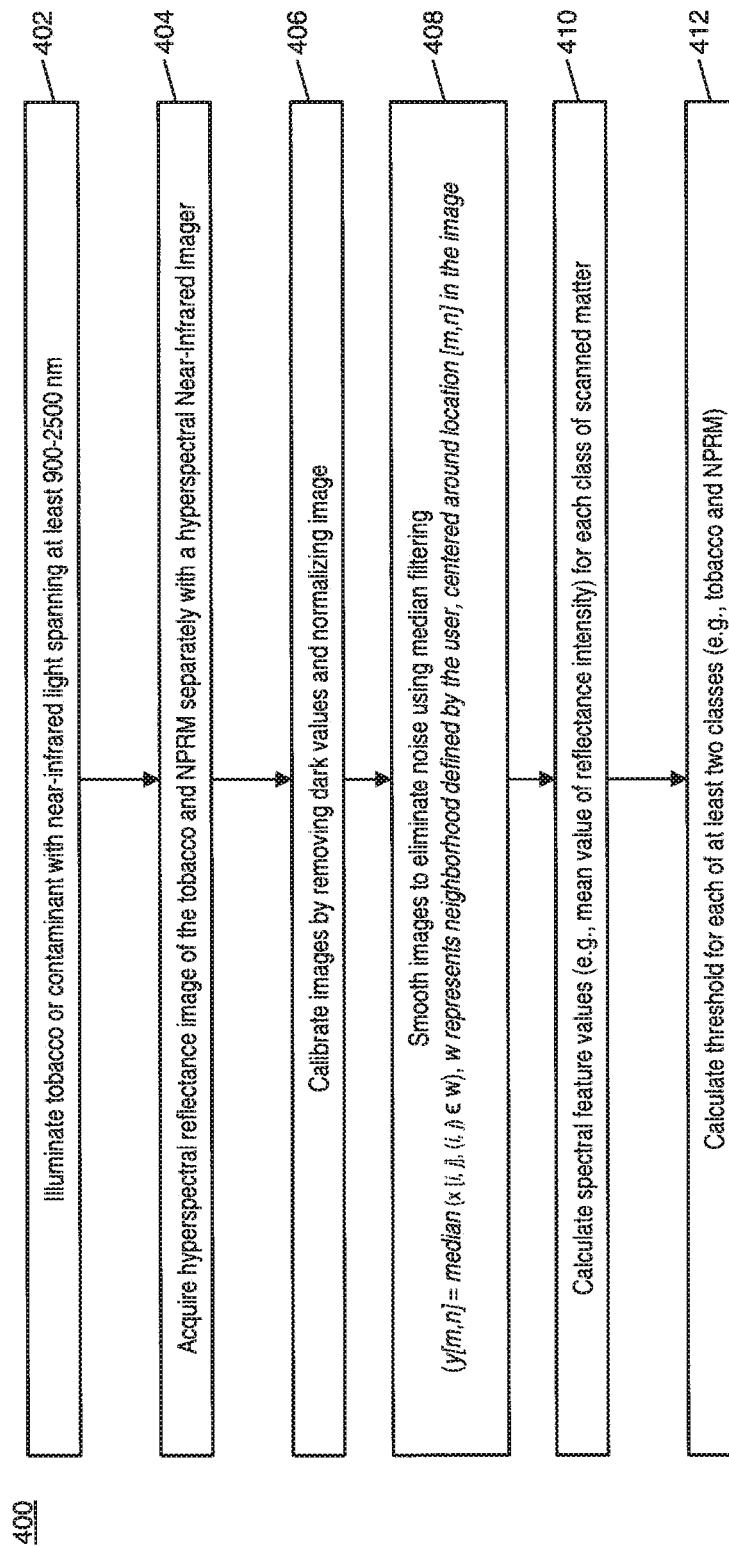 400
Illuminate tobacco or contaminant with near-infrared light spanning at least 900-2500 nm
402
Acquire hyperspectral reflectance image of the tobacco and NPRM separately with a hyperspectral Near-Infrared Imager
404
Calibrate images by removing dark values and normalizing image
406
Smooth images to eliminate noise using median filtering
(y[m,n] = median (x [i, j], (i, j) ∈ w), w represents neighborhood defined by the user, centered around location [m,n] in the image
408
Calculate spectral feature values (e.g., mean value of reflectance intensity) for each class of scanned matter
410
Calculate threshold for each of at least two classes (e.g., tobacco and NPRM)
412